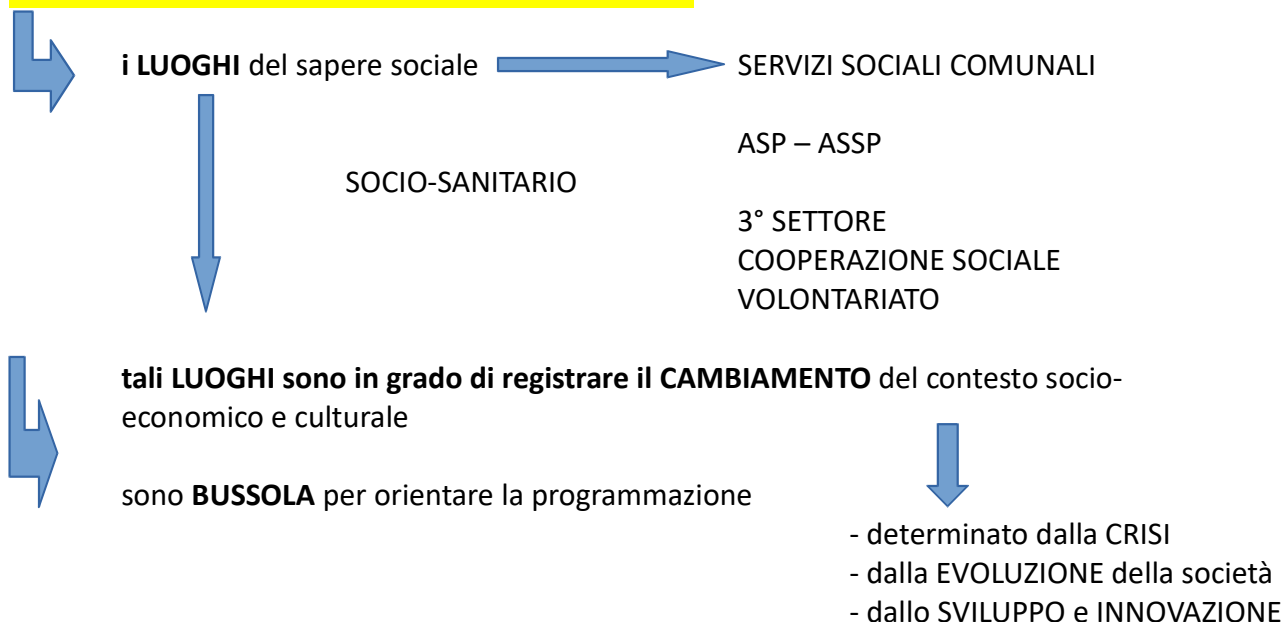 i LUOGHI del sapere sociale
SERVIZI SOCIALI COMUNALI
ASP – ASSP
SOCIO-SANITARIO
3° SETTORE
COOPERAZIONE SOCIALE
VOLONTARIATO
tali LUOGHI sono in grado di registrare il CAMBIAMENTO del contesto socio-
economico e culturale
sono BUSSOLA per orientare la programmazione
- determinato dalla CRISI
- dalla EVOLUZIONE della società
- dallo SVILUPPO e INNOVAZIONE